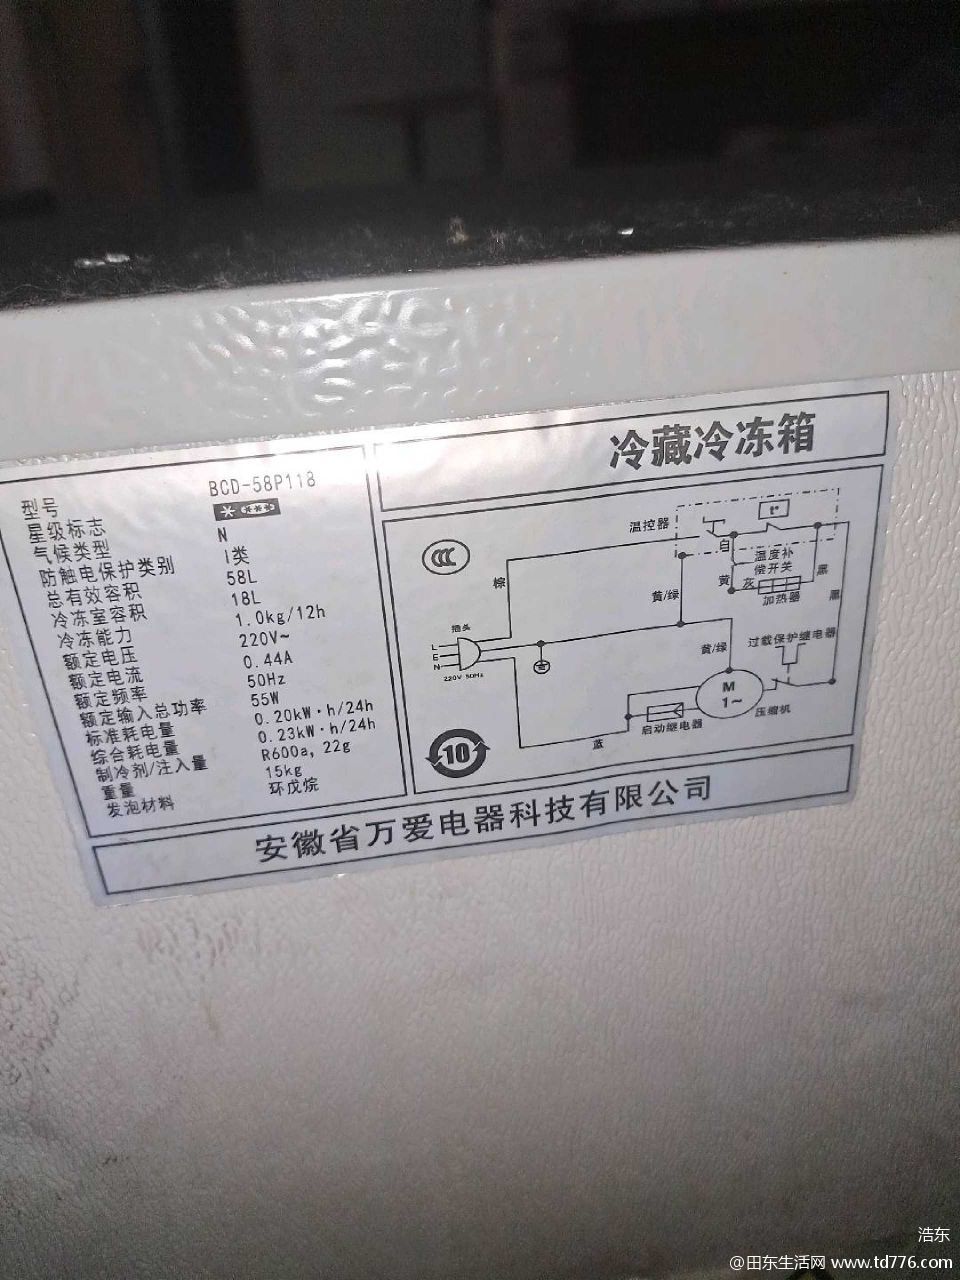 冷藏冷冻箱
型号 BCD-58P118
星级标志
气候类型 N
防触电保护类别 I类
总有效容积 58L
冷冻室容积 18L
冷冻能力 1.0kg/12h
额定电压 220V~
额定电流 0.44A
额定频率 50Hz
额定输入总功率 55W
标准耗电量 0.20kW·h/24h
综合耗电量 0.23kW·h/24h
制冷剂/注入量 R600a, 22g
重量 15kg
发泡材料 环戊烷
CCC
温控器
t°
自
温度补
偿开关
棕
黄
灰
黑
加热器
黑
黄/绿
插头
L
E
N
220V 50Hz
黄/绿
过载保护继电器
M
1~
压缩机
启动继电器
蓝
10
安徽省万爱电器科技有限公司
浩东
@田东生活网 www.td776.com